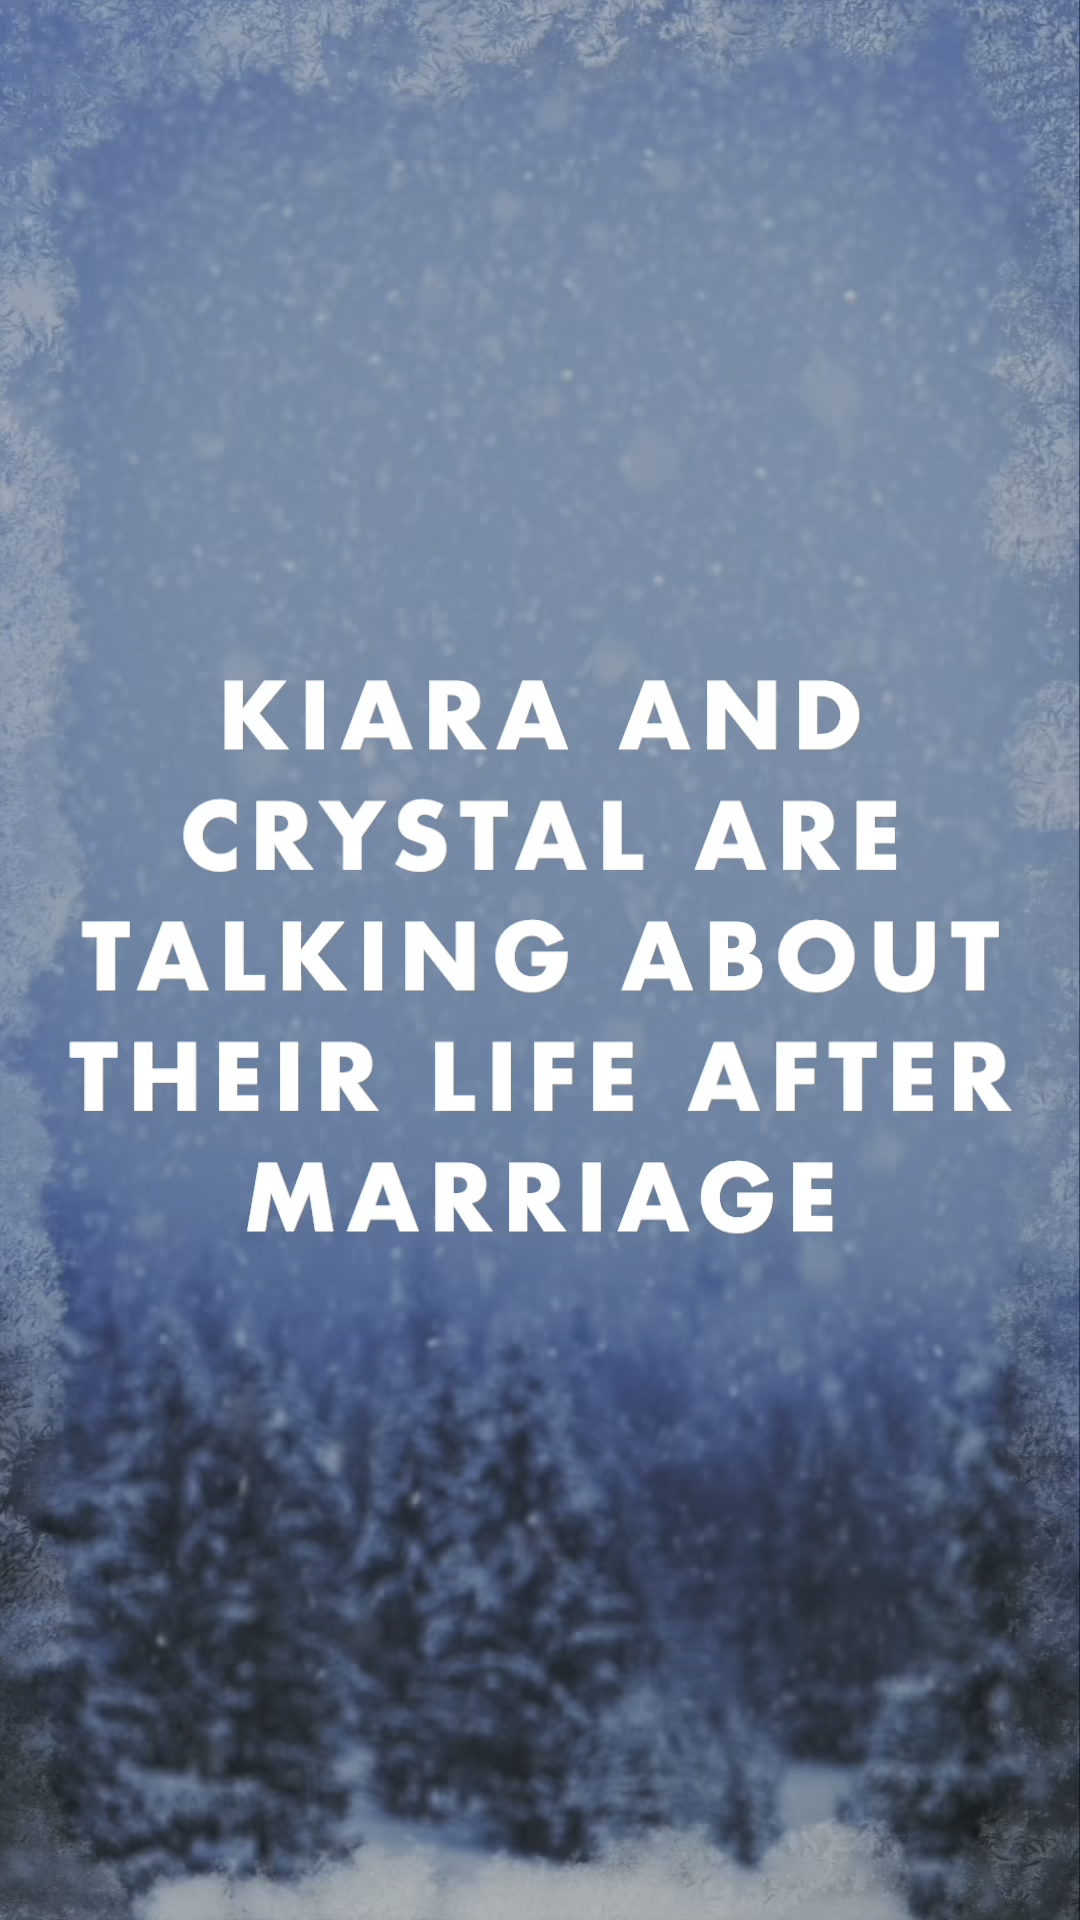 KIARA AND
CRYSTAL ARE
TALKING ABOUT
THEIR LIFE AFTER
MARRIAGE